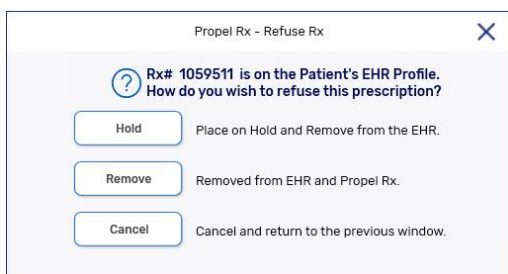 Propel Rx - Refuse Rx
Rx# 1059511 is on the Patient's EHR Profile.
How do you wish to refuse this prescription?
Hold Place on Hold and Remove from the EHR.
Remove Removed from EHR and Propel Rx.
Cancel Cancel and return to the previous window.